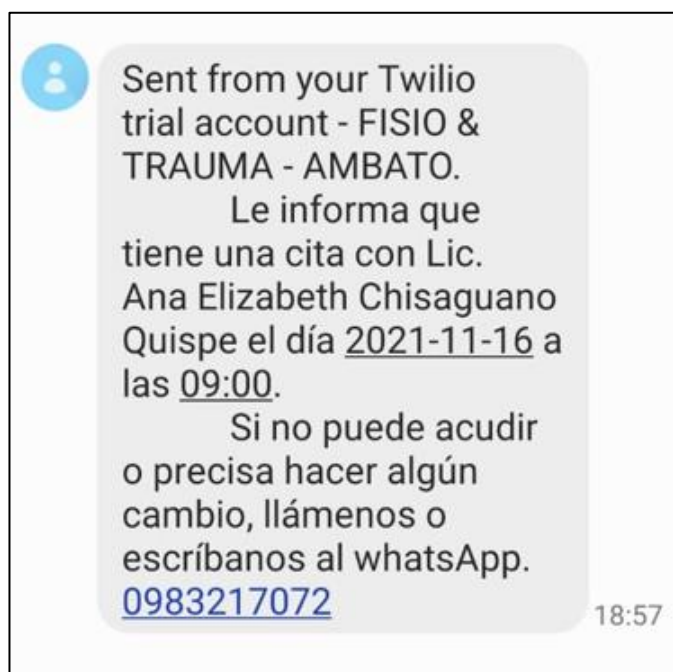 Sent from your Twilio
trial account - FISIO &
TRAUMA - AMBATO.
Le informa que
tiene una cita con Lic.
Ana Elizabeth Chisaguano
Quispe el día 2021-11-16 a
las 09:00.
Si no puede acudir
o precisa hacer algún
cambio, llámenos o
escríbanos al whatsApp.
0983217072
18:57